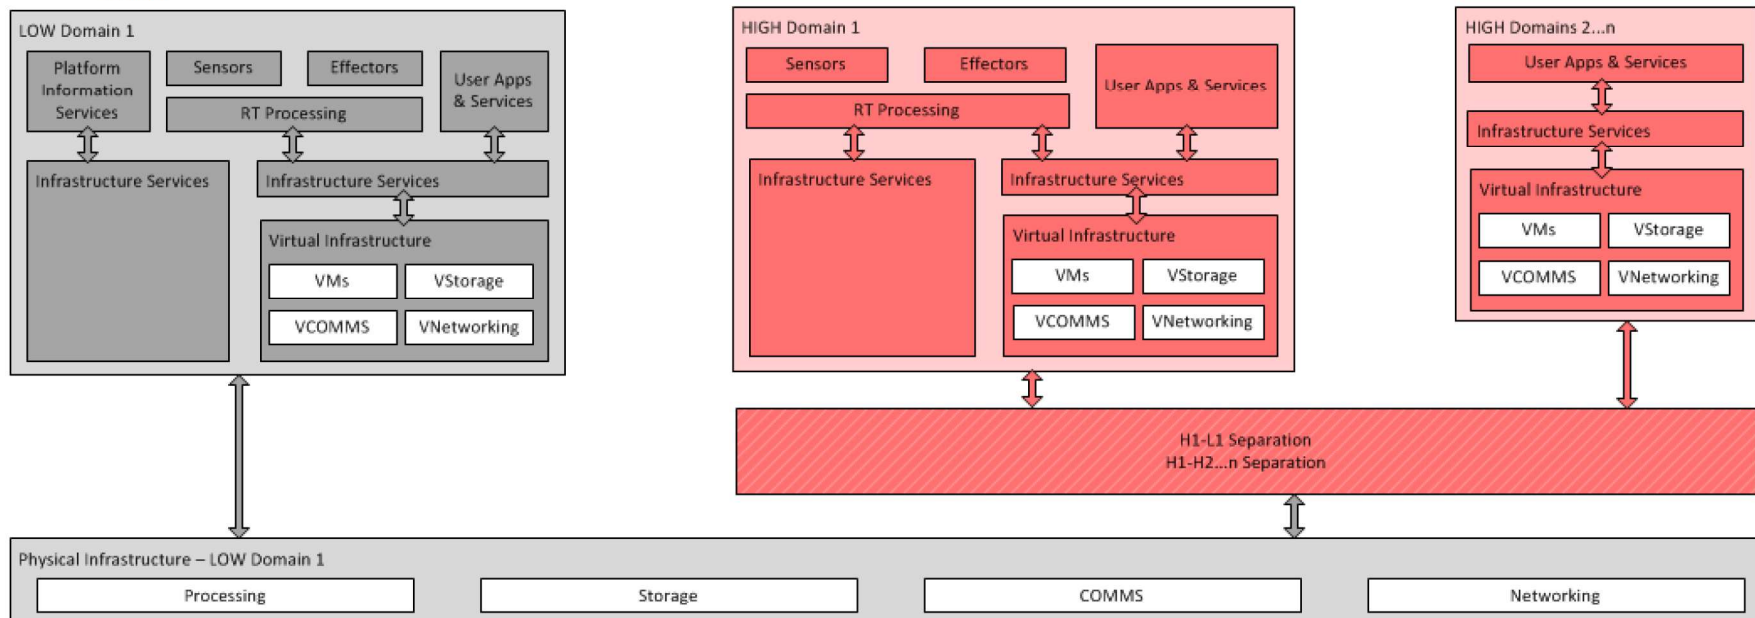 LOW Domain 1
Platform
Information
Services
Sensors
Effectors
RT Processing
User Apps
& Services
Infrastructure Services
Infrastructure Services
Virtual Infrastructure
VMs
VStorage
VCOMMS
VNetworking
HIGH Domain 1
Sensors
Effectors
RT Processing
User Apps & Services
Infrastructure Services
Infrastructure Services
Virtual Infrastructure
VMs
VStorage
VCOMMS
VNetworking
HIGH Domains 2...n
User Apps & Services
Infrastructure Services
Virtual Infrastructure
VMs
VStorage
VCOMMS
VNetworking
H1-L1 Separation
H1-H2...n Separation
Physical Infrastructure – LOW Domain 1
Processing
Storage
COMMS
Networking